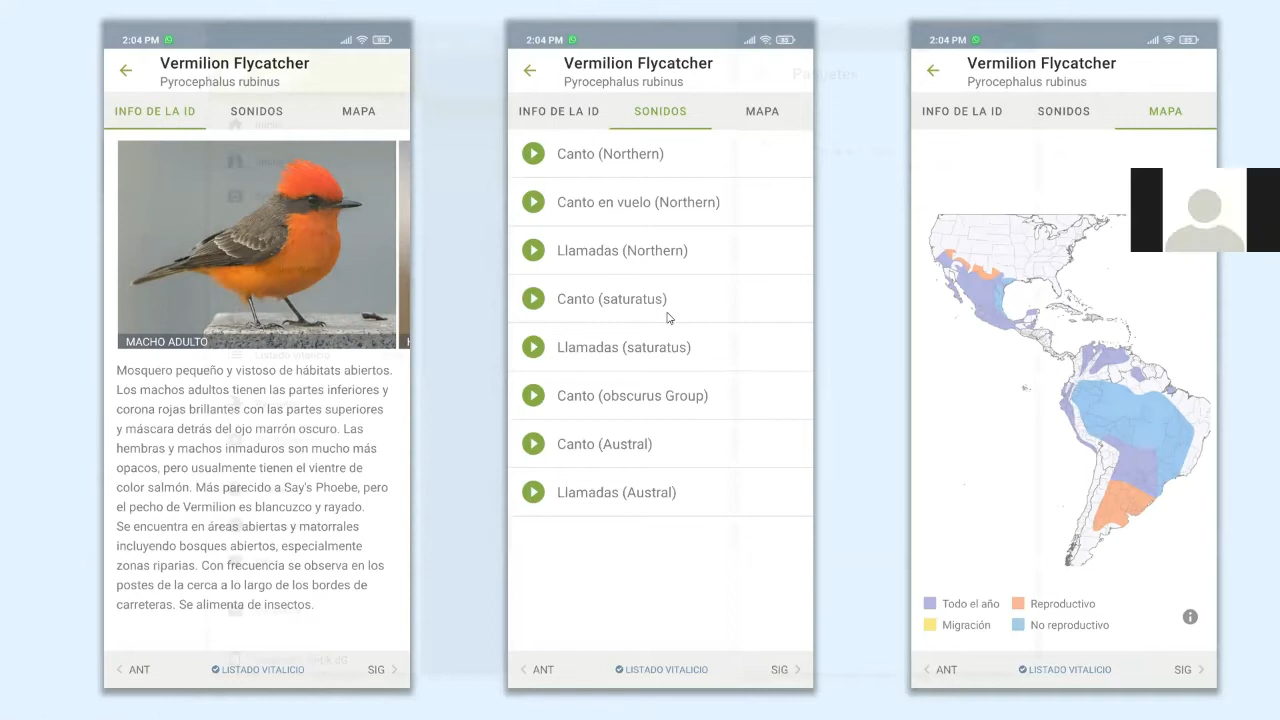 2:04 PM
85
Vermilion Flycatcher
Pyrocephalus rubinus
INFO DE LA ID
SONIDOS
MAPA
MACHO ADULTO
Mosquero pequeño y vistoso de hábitats abiertos.
Los machos adultos tienen las partes inferiores y
corona rojas brillantes con las partes superiores
y máscara detrás del ojo marrón oscuro. Las
hembras y machos inmaduros son mucho más
opacos, pero usualmente tienen el vientre de
color salmón. Más parecido a Say's Phoebe, pero
el pecho de Vermilion es blancuzco y rayado.
Se encuentra en áreas abiertas y matorrales
incluyendo bosques abiertos, especialmente
zonas riparias. Con frecuencia se observa en los
postes de la cerca a lo largo de los bordes de
carreteras. Se alimenta de insectos.
ANT
LISTADO VITALICIO
SIG
2:04 PM
85
Vermilion Flycatcher
Pyrocephalus rubinus
Paquetes
INFO DE LA ID
SONIDOS
MAPA
Canto (Northern)
Canto en vuelo (Northern)
Llamadas (Northern)
Canto (saturatus)
Llamadas (saturatus)
Canto (obscurus Group)
Canto (Austral)
Llamadas (Austral)
ANT
LISTADO VITALICIO
SIG
2:04 PM
85
Vermilion Flycatcher
Pyrocephalus rubinus
INFO DE LA ID
SONIDOS
MAPA
Todo el año
Reproductivo
Migración
No reproductivo
ANT
LISTADO VITALICIO
SIG